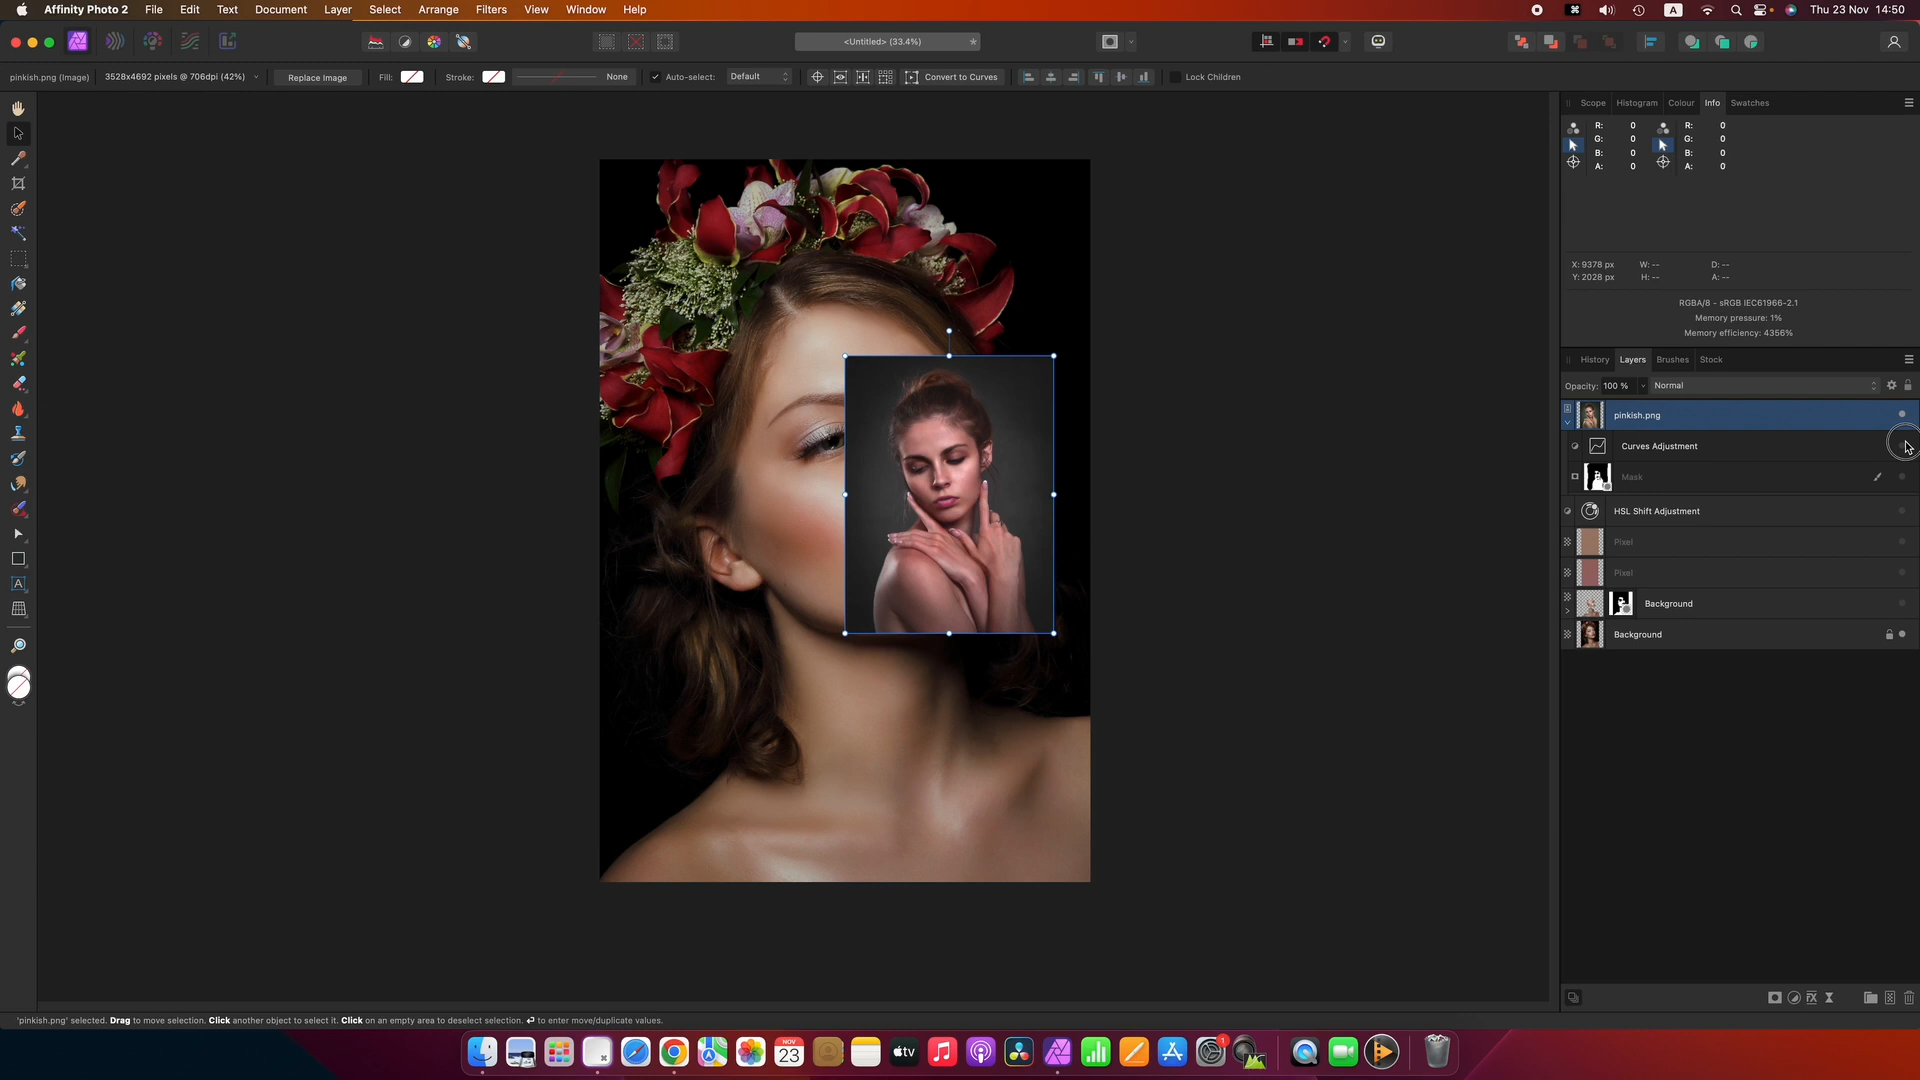 Affinity Photo 2 File Edit Text Document Layer Select Arrange Filters View Window Help
A
Thu 23 Nov 14:50
<Untitled> (33.4%)
pinkish.png (Image) 3528x4692 pixels @ 706dpi (42%) Replace Image Fill: Stroke: None Auto-select: Default Convert to Curves Lock Children
Scope Histogram Colour Info Swatches
R: 0 R: 0
G: 0 G: 0
B: 0 B: 0
A: 0 A: 0
X: 9378 px W: -- D: --
Y: 2028 px H: -- A: --
RGBA/8 - sRGB IEC61966-2.1
Memory pressure: 1%
Memory efficiency: 4356%
History Layers Brushes Stock
Opacity: 100 % Normal
pinkish.png
Curves Adjustment
Mask
HSL Shift Adjustment
Pixel
Pixel
Background
Background
A
FX
'pinkish.png' selected. Drag to move selection. Click another object to select it. Click on an empty area to deselect selection. ⏎ to enter move/duplicate values.
NOV
23
tv
1